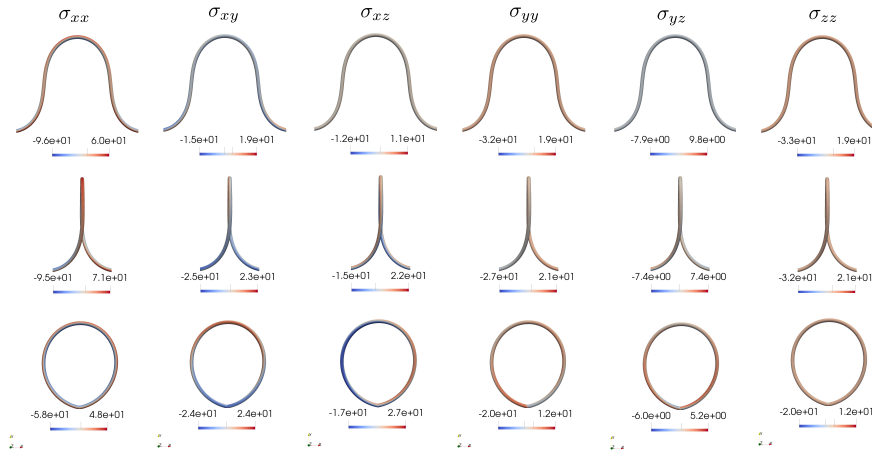 σxx σxy σxz σyy σyz σzz
-9.6e+01 6.0e+01 -1.5e+01 1.9e+01 -1.2e+01 1.1e+01 -3.2e+01 1.9e+01 -7.9e+00 9.8e+00 -3.3e+01 1.9e+01
-9.5e+01 7.1e+01 -2.5e+01 2.3e+01 -1.5e+01 2.2e+01 -2.7e+01 2.1e+01 -7.4e+00 7.4e+00 -3.2e+01 2.1e+01
-5.8e+01 4.8e+01 -2.4e+01 2.4e+01 -1.7e+01 2.7e+01 -2.0e+01 1.2e+01 -6.0e+00 5.2e+00 -2.0e+01 1.2e+01